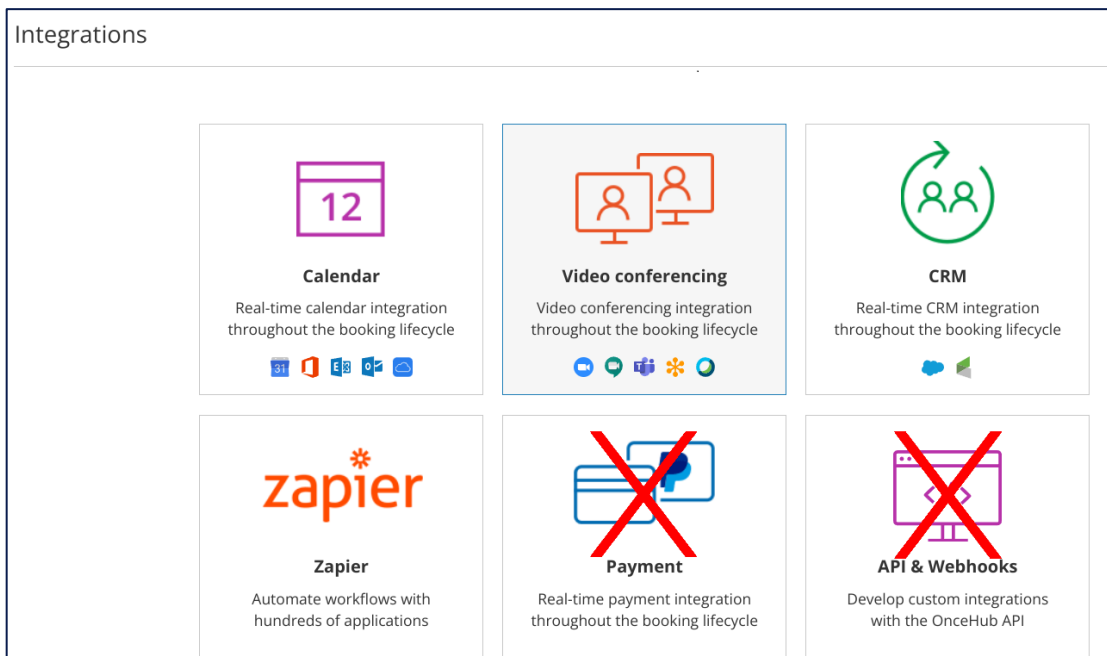 Integrations
12
Calendar
Real-time calendar integration
throughout the booking lifecycle
31
Video conferencing
Video conferencing integration
throughout the booking lifecycle
CRM
Real-time CRM integration
throughout the booking lifecycle
zapier
Zapier
Automate workflows with
hundreds of applications
Payment
Real-time payment integration
throughout the booking lifecycle
API & Webhooks
Develop custom integrations
with the OnceHub API